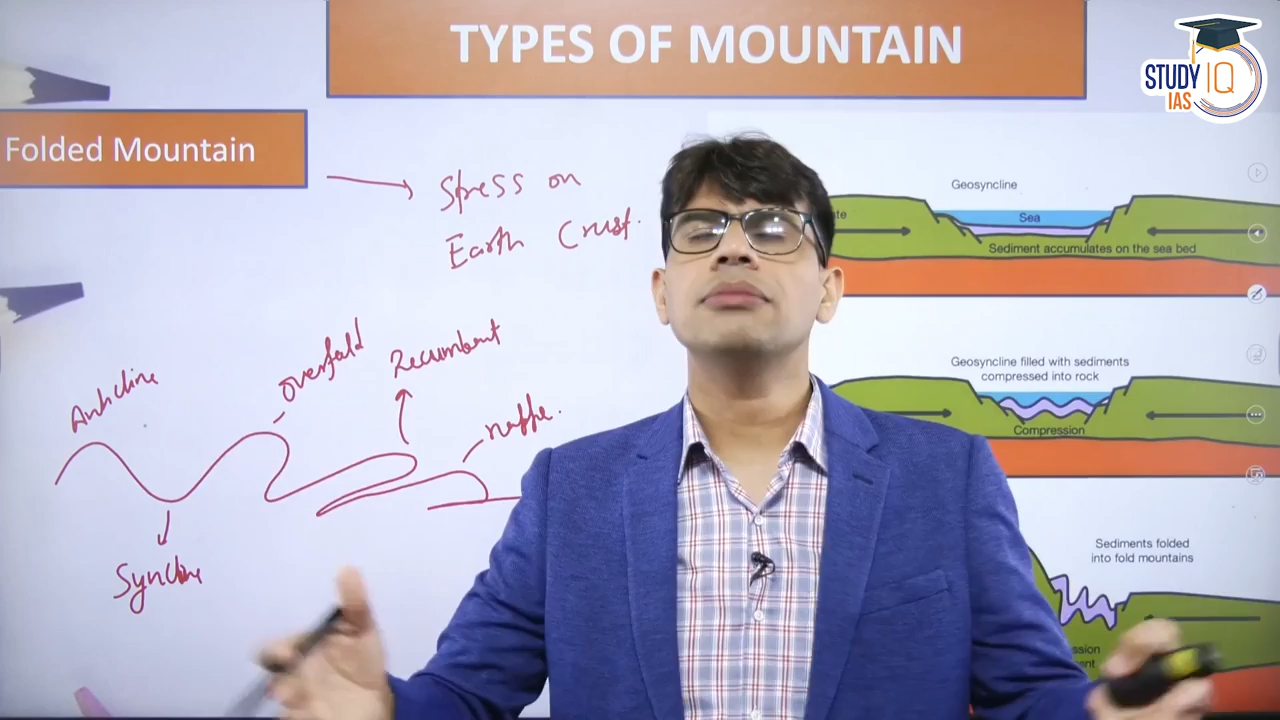 TYPES OF MOUNTAIN
STUDY IQ
IAS
Folded Mountain
Stress on
Earth Crust.
Geosyncline
Sea
Sediment accumulates on the sea bed
Anticline
overfold
Recumbent
nappe.
Syncline
Geosyncline filled with sediments
compressed into rock
Compression
Sediments folded
into fold mountains